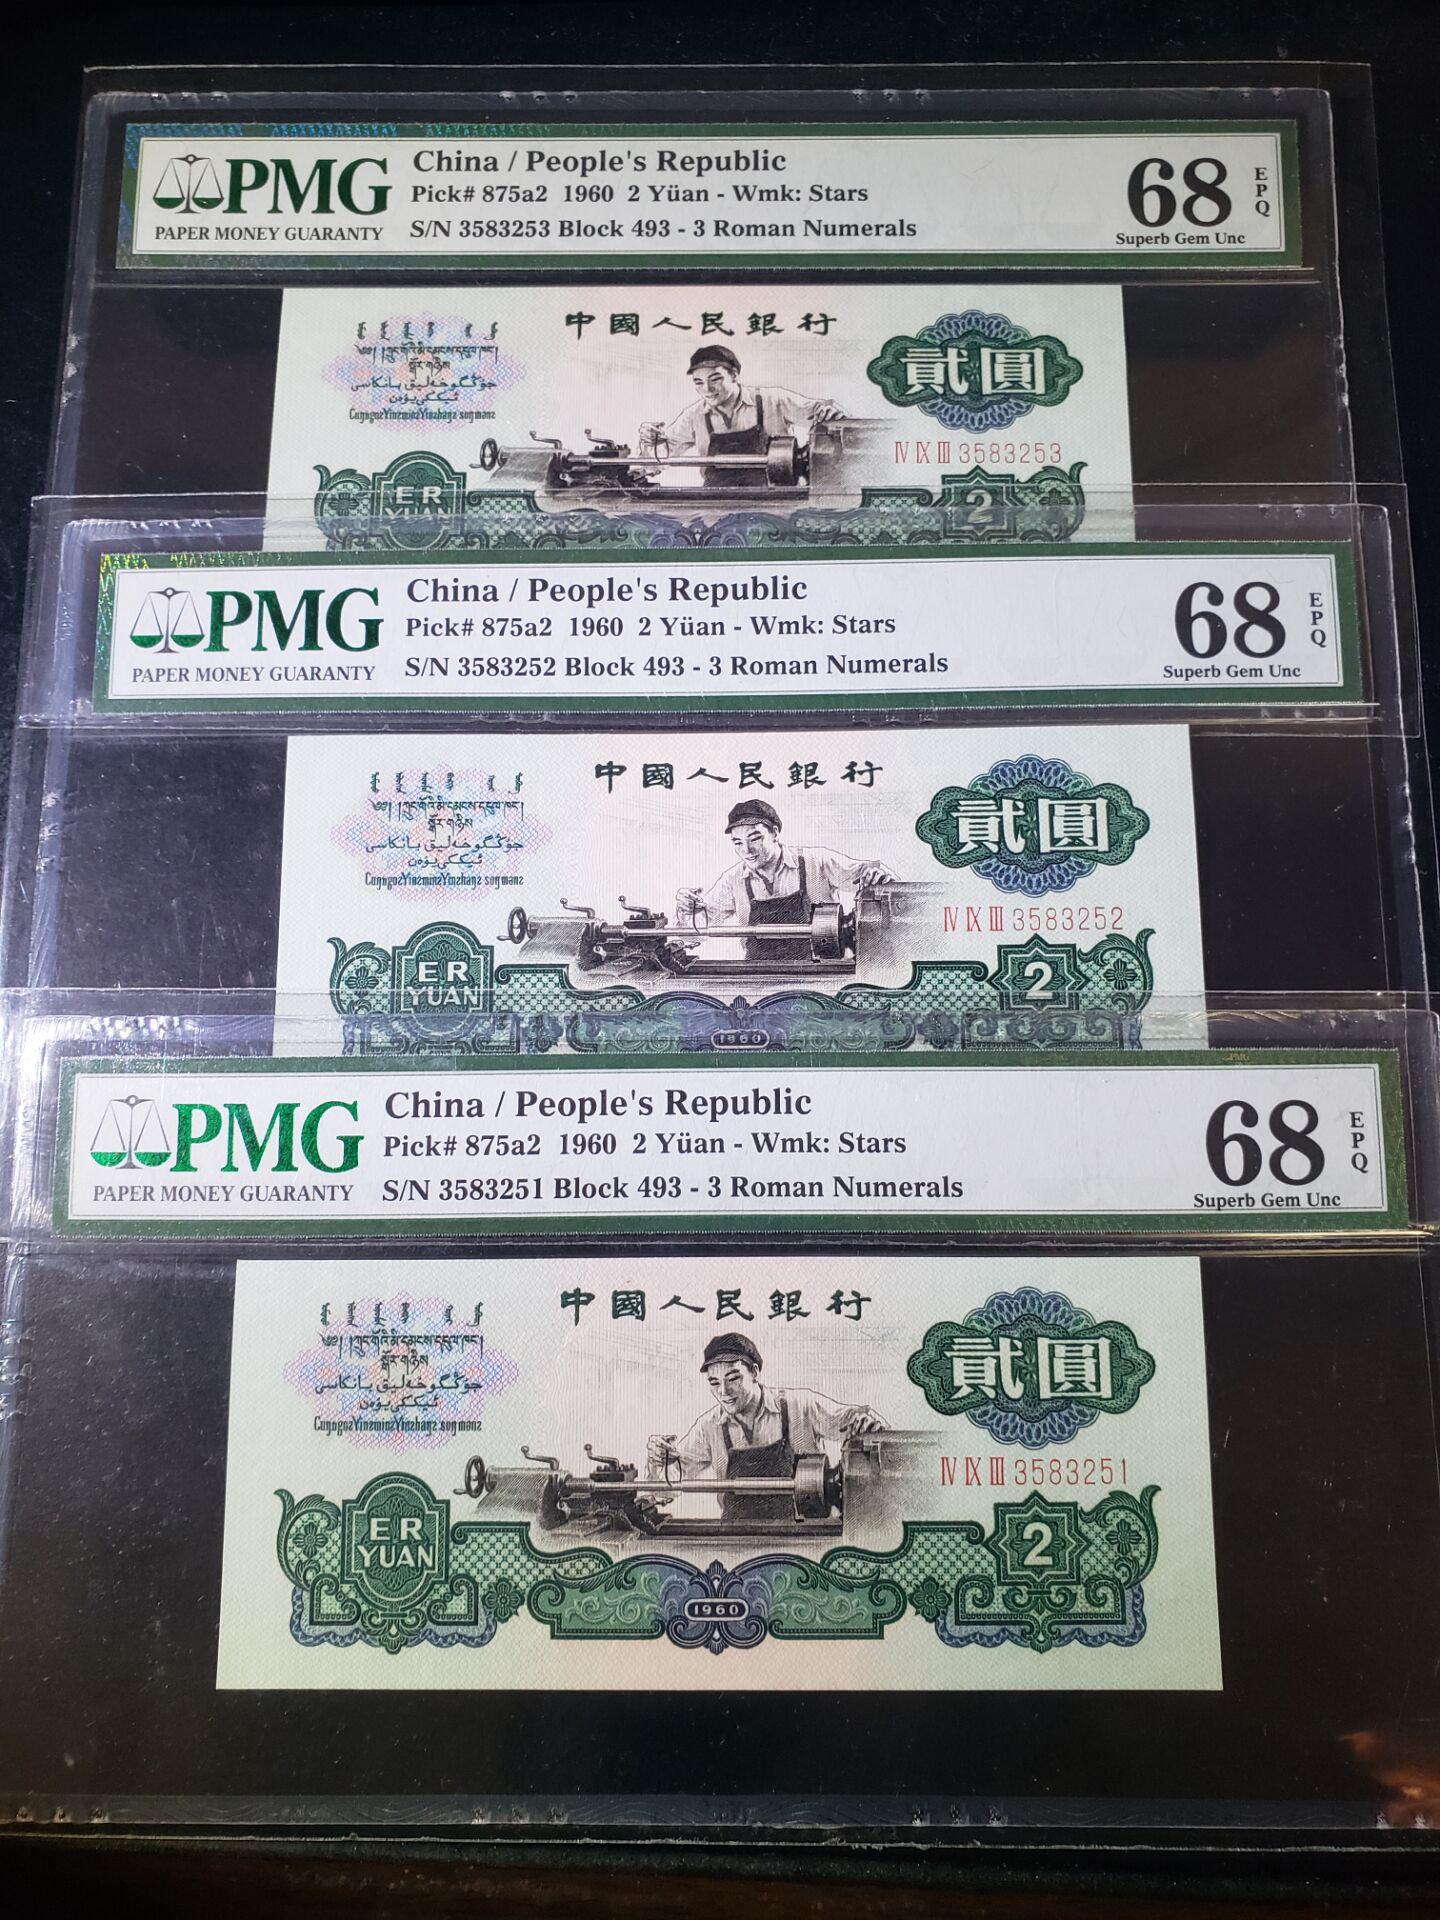 PMG
PAPER MONEY GUARANTY
China / People's Republic
Pick# 875a2 1960 2 Yüan - Wmk: Stars
S/N 3583253 Block 493 - 3 Roman Numerals
68
EPQ
Superb Gem Unc
中國人民銀行
貳圓
CunghgozYinzminzYinzhangz song manz
IV IX III 3583253
ER
YUAN
2
PMG
PAPER MONEY GUARANTY
China / People's Republic
Pick# 875a2 1960 2 Yüan - Wmk: Stars
S/N 3583252 Block 493 - 3 Roman Numerals
68
EPQ
Superb Gem Unc
中國人民銀行
貳圓
IV IX III 3583252
ER
YUAN
2
1960
PMG
PAPER MONEY GUARANTY
China / People's Republic
Pick# 875a2 1960 2 Yüan - Wmk: Stars
S/N 3583251 Block 493 - 3 Roman Numerals
68
EPQ
Superb Gem Unc
中國人民銀行
貳圓
IV IX III 3583251
ER
YUAN
2
1960